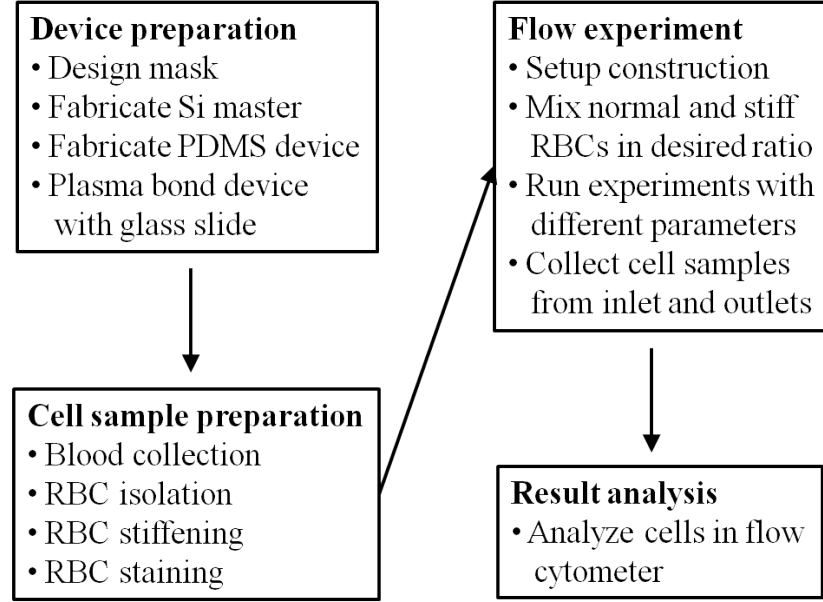 Device preparation
• Design mask
• Fabricate Si master
• Fabricate PDMS device
• Plasma bond device
with glass slide
Cell sample preparation
• Blood collection
• RBC isolation
• RBC stiffening
• RBC staining
Flow experiment
• Setup construction
• Mix normal and stiff
RBCs in desired ratio
• Run experiments with
different parameters
• Collect cell samples
from inlet and outlets
Result analysis
• Analyze cells in flow
cytometer